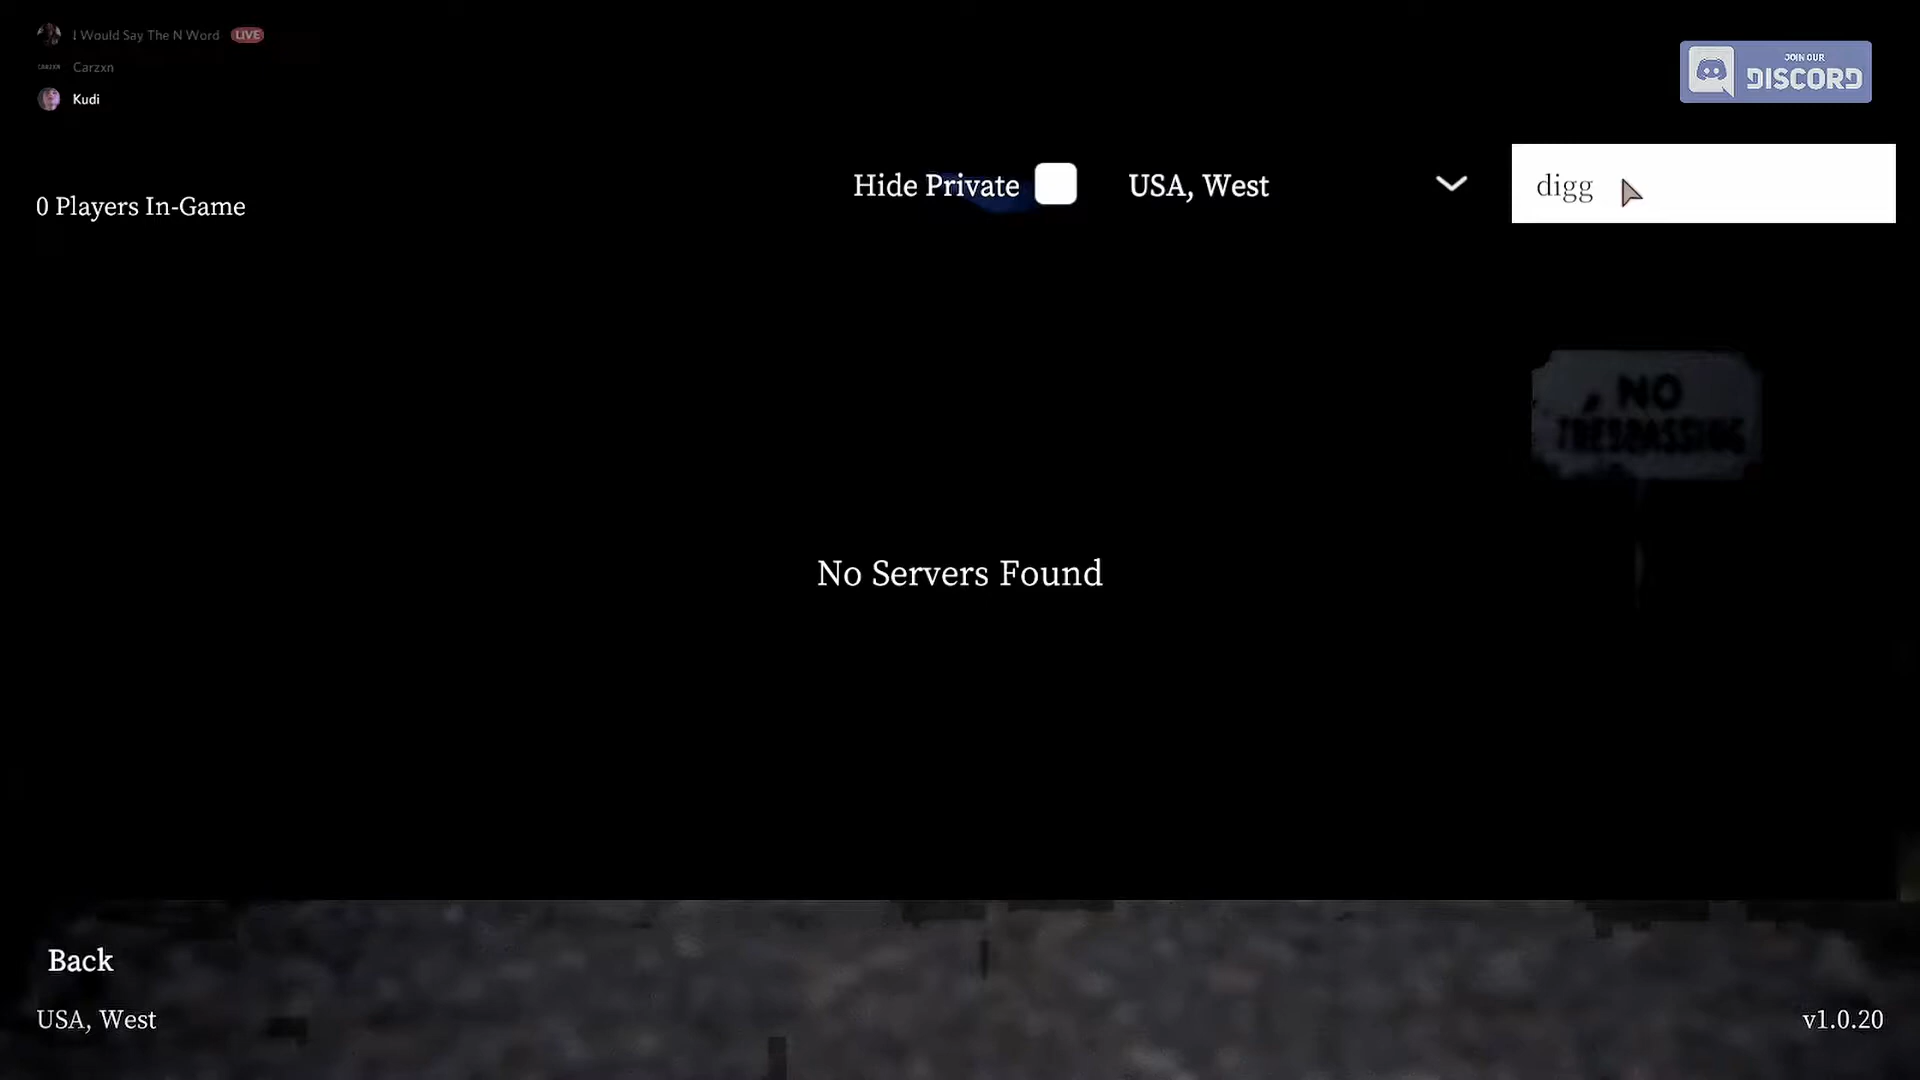 I Would Say The N Word LIVE
Carzxn
Kudi
JOIN OUR
DISCORD
0 Players In-Game
Hide Private
USA, West
digg
NO
TRESPASSING
No Servers Found
Back
USA, West
v1.0.20